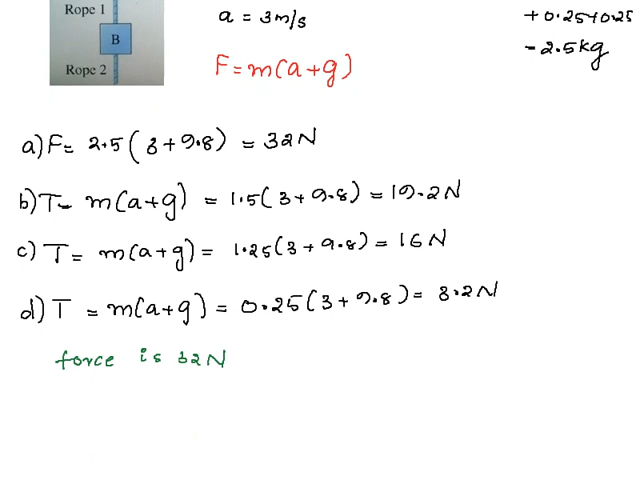 Rope 1
B
Rope 2
a = 3m/s
+0.25+0.25
= 2.5kg
F=m(a+g)
a) F= 2.5(3+9.8) = 32N
b) T= m(a+g) = 1.5(3+9.8) = 19.2N
c) T= m(a+g) = 1.25(3+9.8) = 16N
d) T = m(a+g) = 0.25(3+9.8) = 3.2N
force is 32N